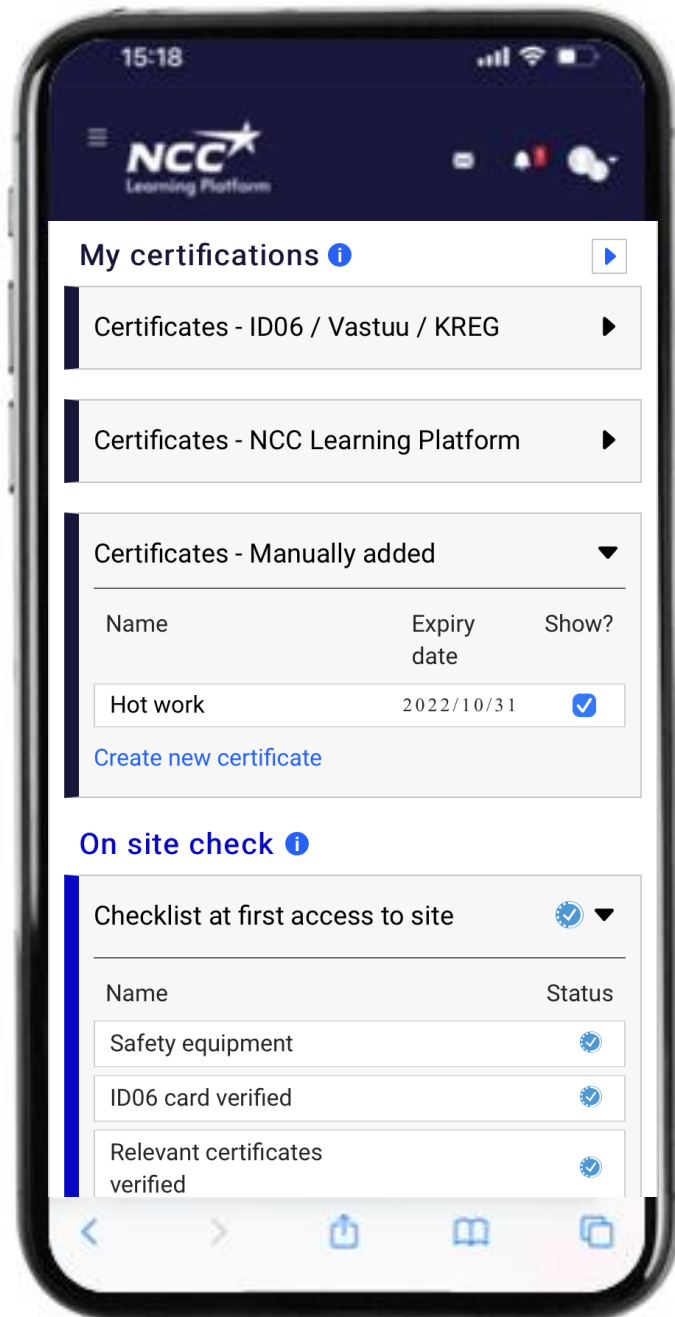 15:18
NCC
Learning Platform
My certifications
Certificates - ID06 / Vastuu / KREG
Certificates - NCC Learning Platform
Certificates - Manually added
Name Expiry date Show?
Hot work 2022/10/31
Create new certificate
On site check
Checklist at first access to site
Name Status
Safety equipment
ID06 card verified
Relevant certificates
verified